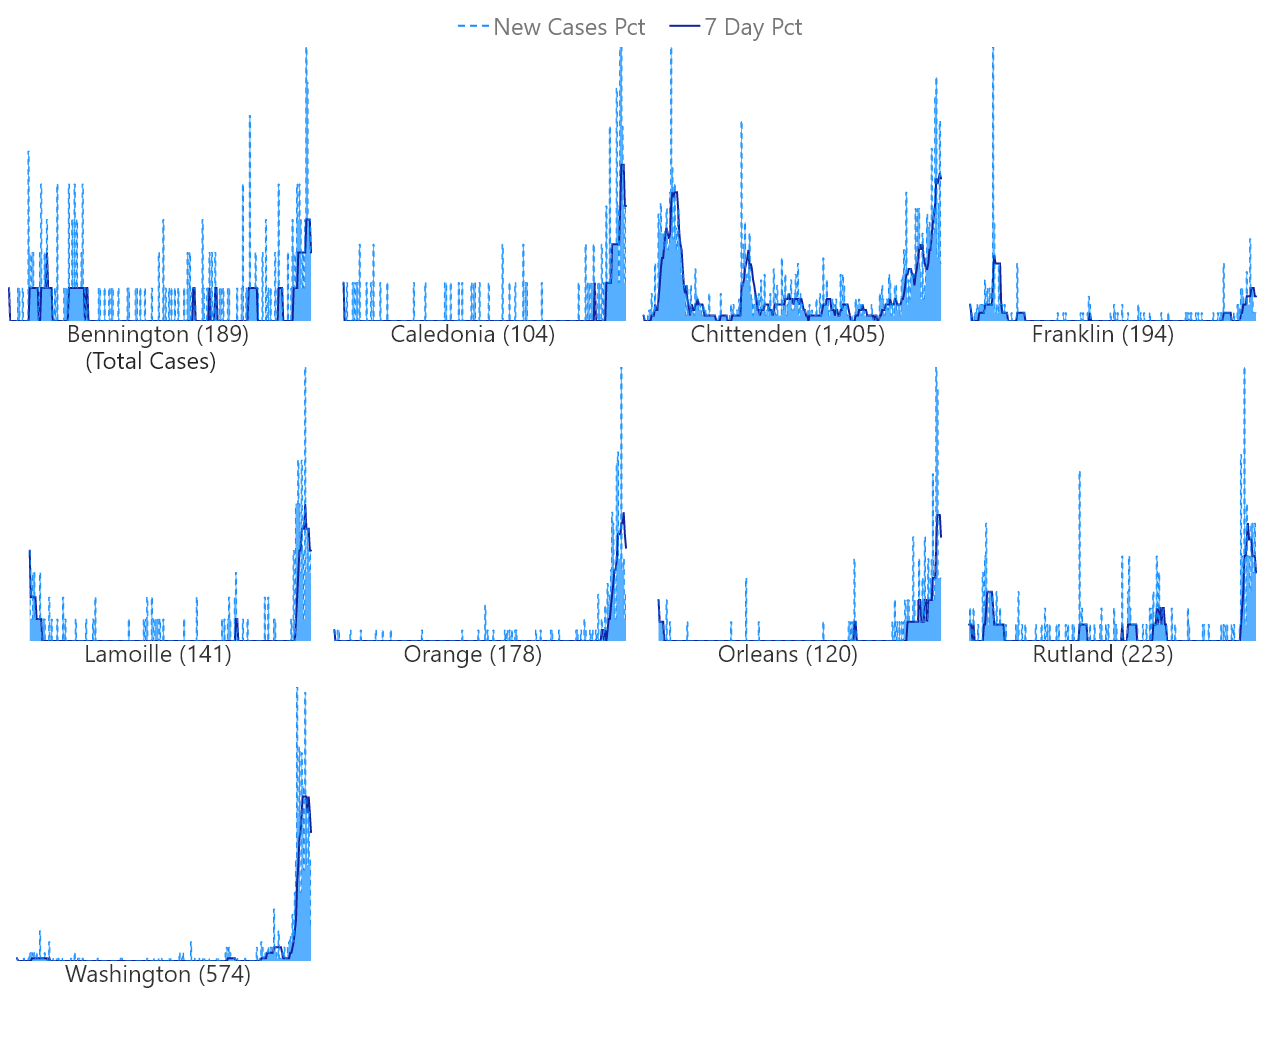 New Cases Pct 7 Day Pct
Bennington (189) Caledonia (104) Chittenden (1,405) Franklin (194)
(Total Cases)
Lamoille (141) Orange (178) Orleans (120) Rutland (223)
Washington (574)